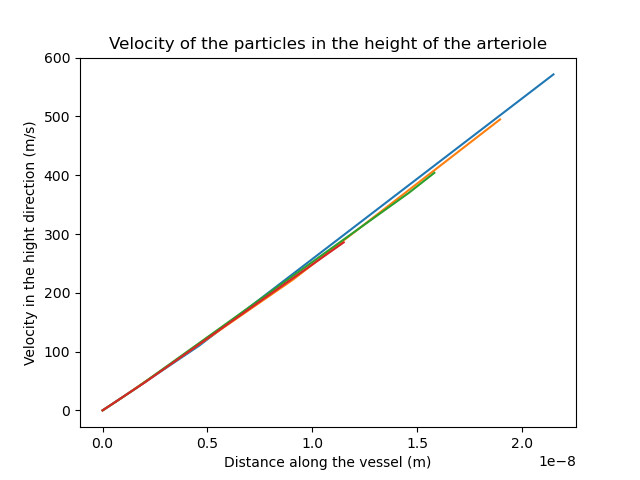 Velocity of the particles in the height of the arteriole
Velocity in the hight direction (m/s)
600
500
400
300
200
100
0
0.0 0.5 1.0 1.5 2.0
1e−8
Distance along the vessel (m)